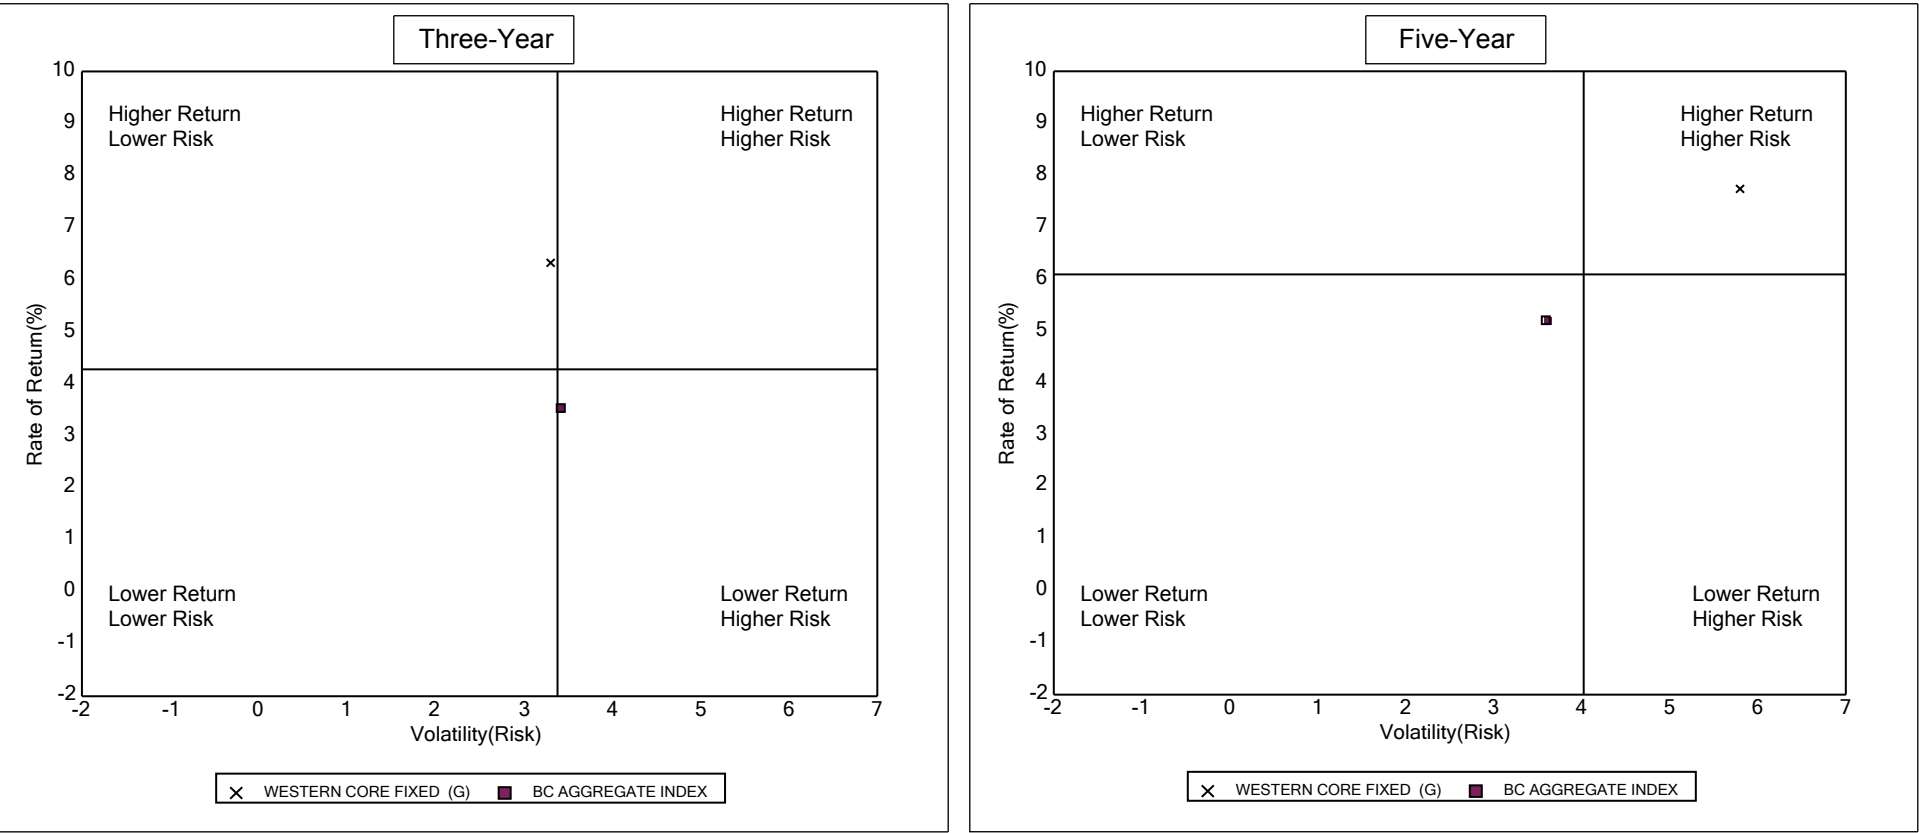 Three-Year
10
9
8
7
6
5
4
3
2
1
0
-1
-2
Rate of Return(%)
Higher Return
Lower Risk
Higher Return
Higher Risk
Lower Return
Lower Risk
Lower Return
Higher Risk
-2 -1 0 1 2 3 4 5 6 7
Volatility(Risk)
WESTERN CORE FIXED (G) BC AGGREGATE INDEX
Five-Year
10
9
8
7
6
5
4
3
2
1
0
-1
-2
Rate of Return(%)
Higher Return
Lower Risk
Higher Return
Higher Risk
Lower Return
Lower Risk
Lower Return
Higher Risk
-2 -1 0 1 2 3 4 5 6 7
Volatility(Risk)
WESTERN CORE FIXED (G) BC AGGREGATE INDEX